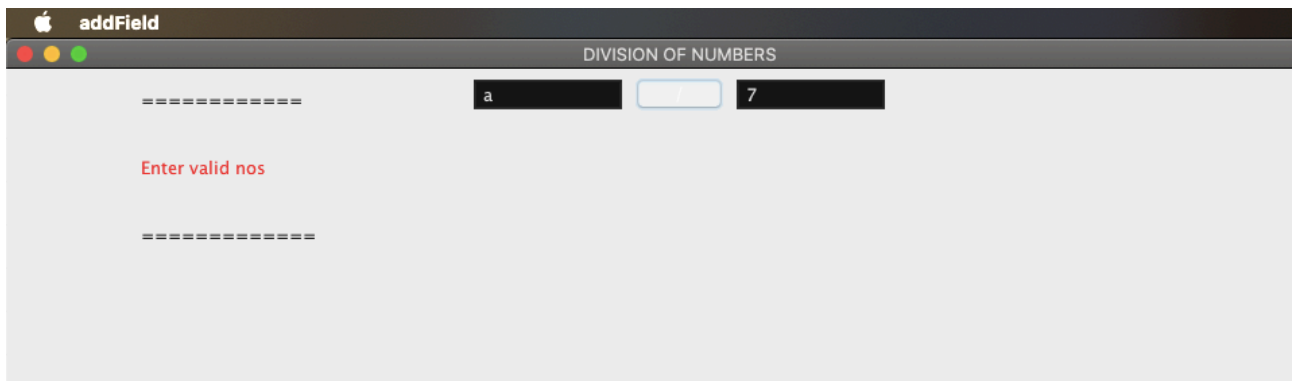 addField
DIVISION OF NUMBERS
============ a / 7
Enter valid nos
=============